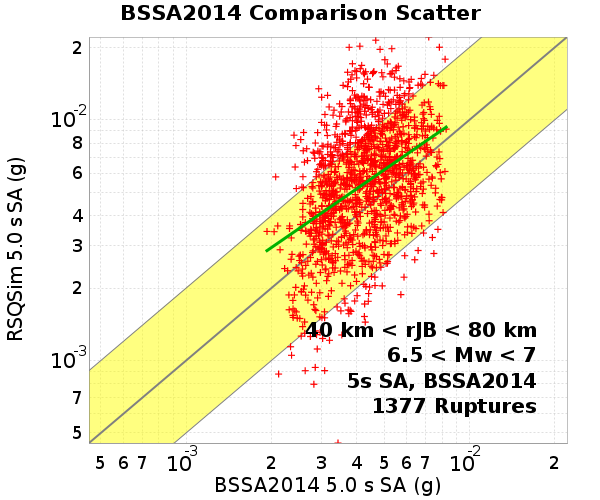 BSSA2014 Comparison Scatter
RSQSim 5.0 s SA (g)
2
10-2
8
6
4
3
2
10-3
7
5
40 km < rJB < 80 km
6.5 < Mw < 7
5s SA, BSSA2014
1377 Ruptures
5 6 7 10-3 2 3 4 5 6 7 10-2 2
BSSA2014 5.0 s SA (g)